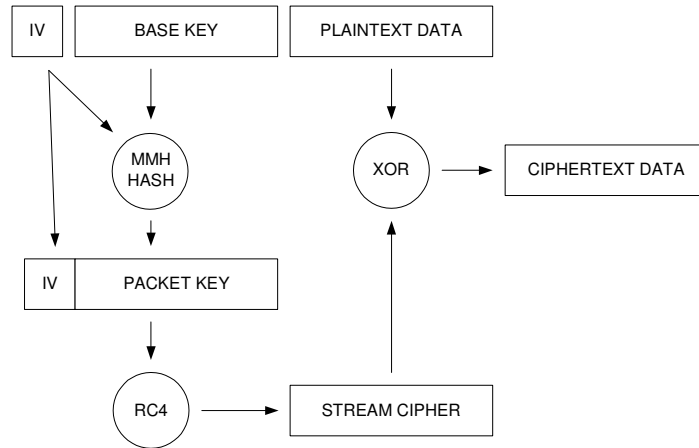 IV
BASE KEY
PLAINTEXT DATA
MMH
HASH
XOR
CIPHERTEXT DATA
IV
PACKET KEY
RC4
STREAM CIPHER